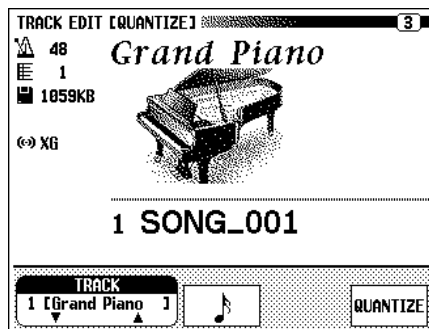 TRACK EDIT [QUANTIZE] 3
48
1
1059KB
XG
Grand Piano
1 SONG_001
TRACK
1 [Grand Piano ]
QUANTIZE